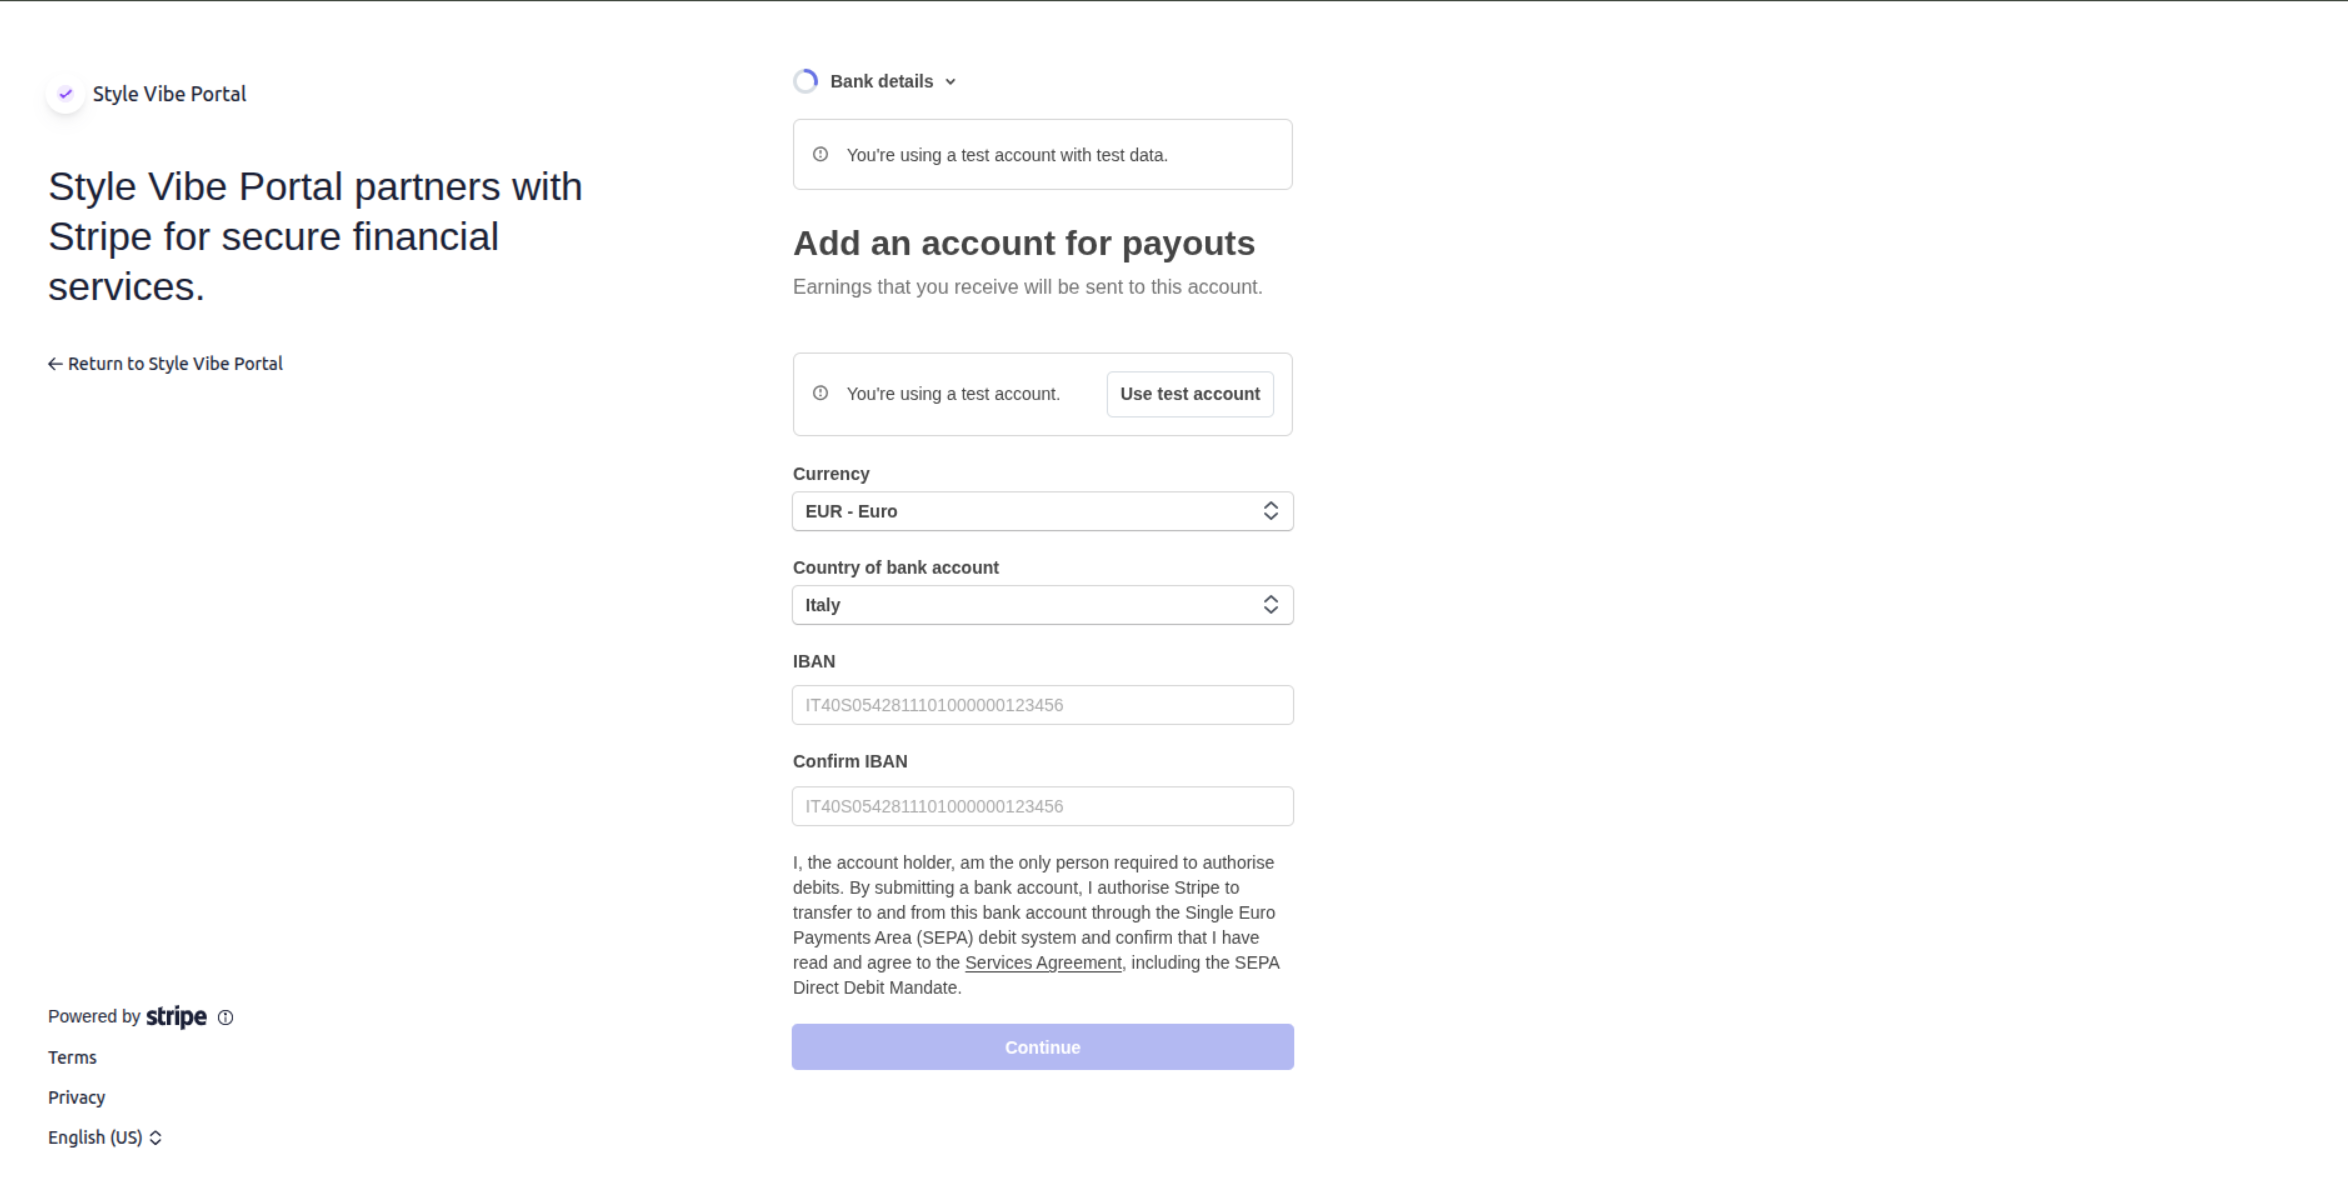 Style Vibe Portal
Style Vibe Portal partners with
Stripe for secure financial
services.
← Return to Style Vibe Portal
Bank details
You're using a test account with test data.
Add an account for payouts
Earnings that you receive will be sent to this account.
You're using a test account.
Use test account
Currency
EUR - Euro
Country of bank account
Italy
IBAN
IT40S0542811101000000123456
Confirm IBAN
IT40S0542811101000000123456
I, the account holder, am the only person required to authorise
debits. By submitting a bank account, I authorise Stripe to
transfer to and from this bank account through the Single Euro
Payments Area (SEPA) debit system and confirm that I have
read and agree to the Services Agreement, including the SEPA
Direct Debit Mandate.
Continue
Powered by stripe
Terms
Privacy
English (US)